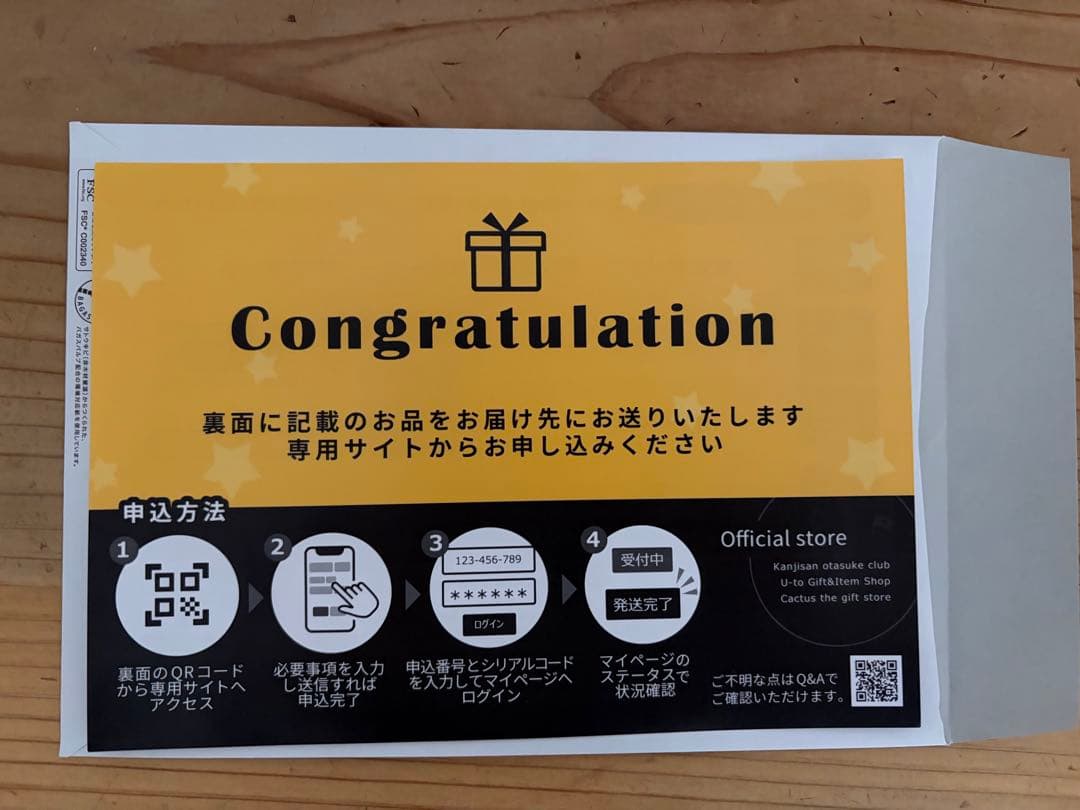 Congratulation
裏面に記載のお品をお届け先にお送りいたします
専用サイトからお申し込みください
申込方法
1
裏面のQRコード
から専用サイトへ
アクセス
2
必要事項を入力
し送信すれば
申込完了
3
123-456-789
******
ログイン
申込番号とシリアルコード
を入力してマイページへ
ログイン
4
受付中
発送完了
マイページの
ステータスで
状況確認
Official store
Kanjisan otasuke club
U-to Gift&Item Shop
Cactus the gift store
ご不明な点はQ&Aで
ご確認いただけます。
FSC
FSC® C002340